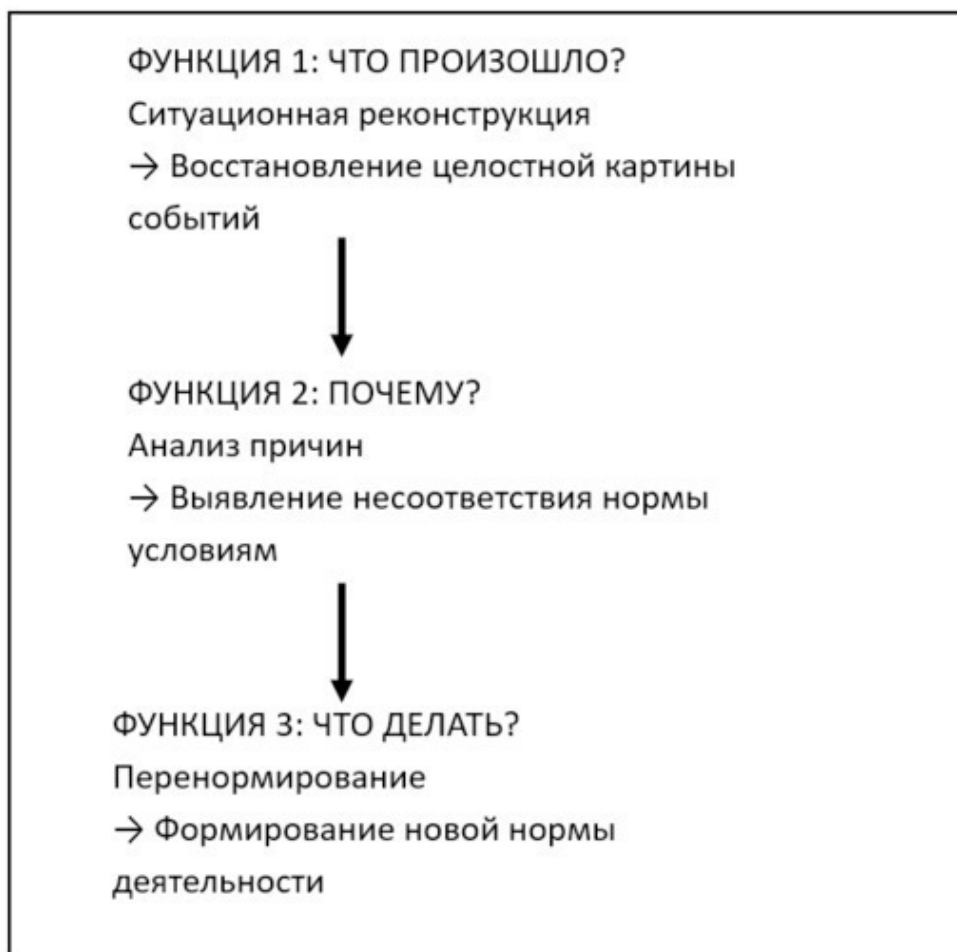 ФУНКЦИЯ 1: ЧТО ПРОИЗОШЛО?
Ситуационная реконструкция
→ Восстановление целостной картины
событий
ФУНКЦИЯ 2: ПОЧЕМУ?
Анализ причин
→ Выявление несоответствия нормы
условиям
ФУНКЦИЯ 3: ЧТО ДЕЛАТЬ?
Перенормирование
→ Формирование новой нормы
деятельности